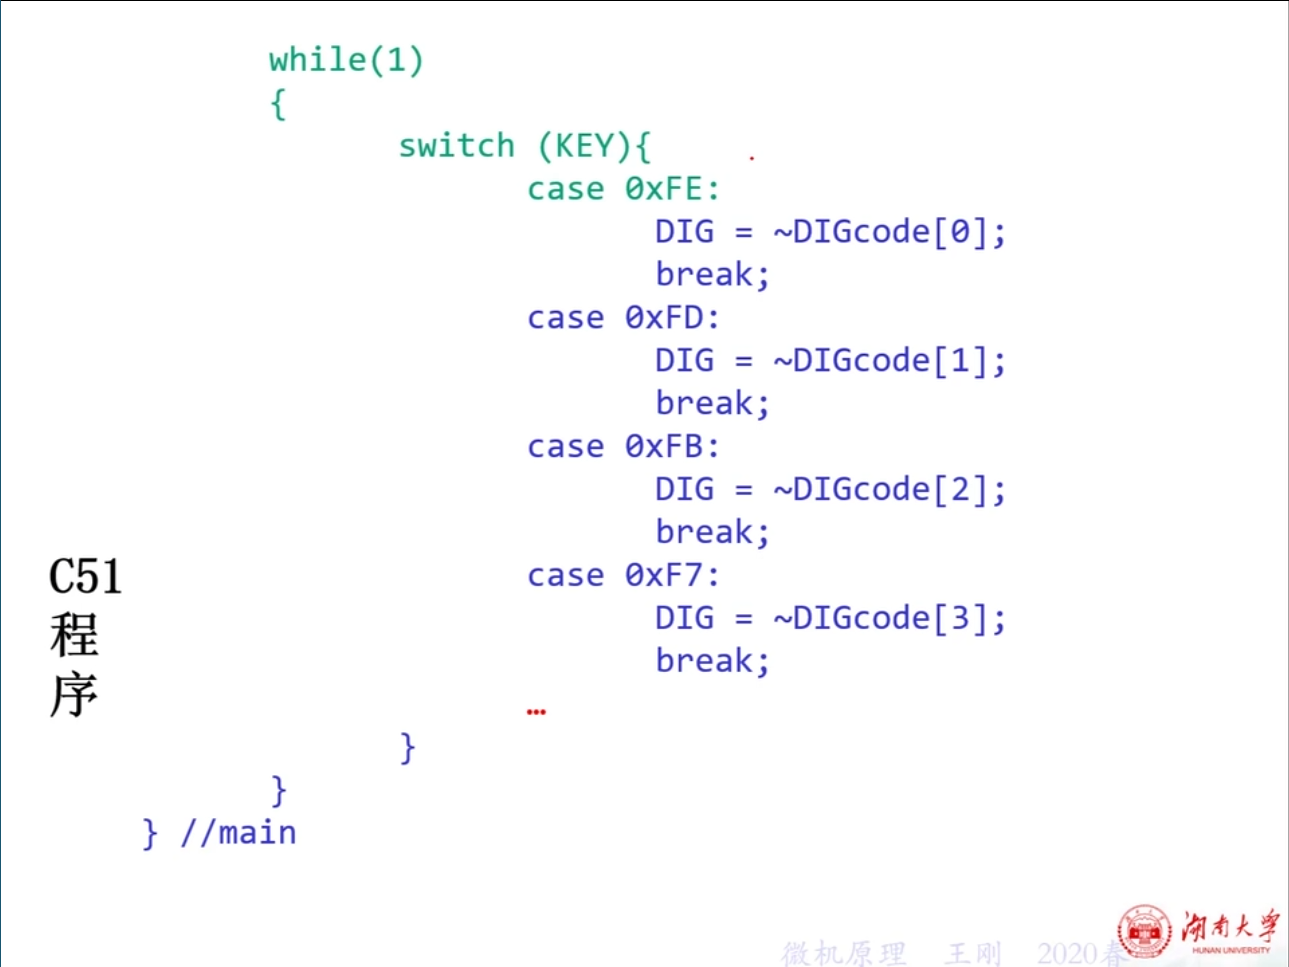 while(1)
{
switch (KEY){
case 0xFE:
DIG = ~DIGcode[0];
break;
case 0xFD:
DIG = ~DIGcode[1];
break;
case 0xFB:
DIG = ~DIGcode[2];
break;
case 0xF7:
DIG = ~DIGcode[3];
break;
…
}
}
} //main
C51
程
序
微机原理 王刚 2020春
湖南大学
HUNAN UNIVERSITY